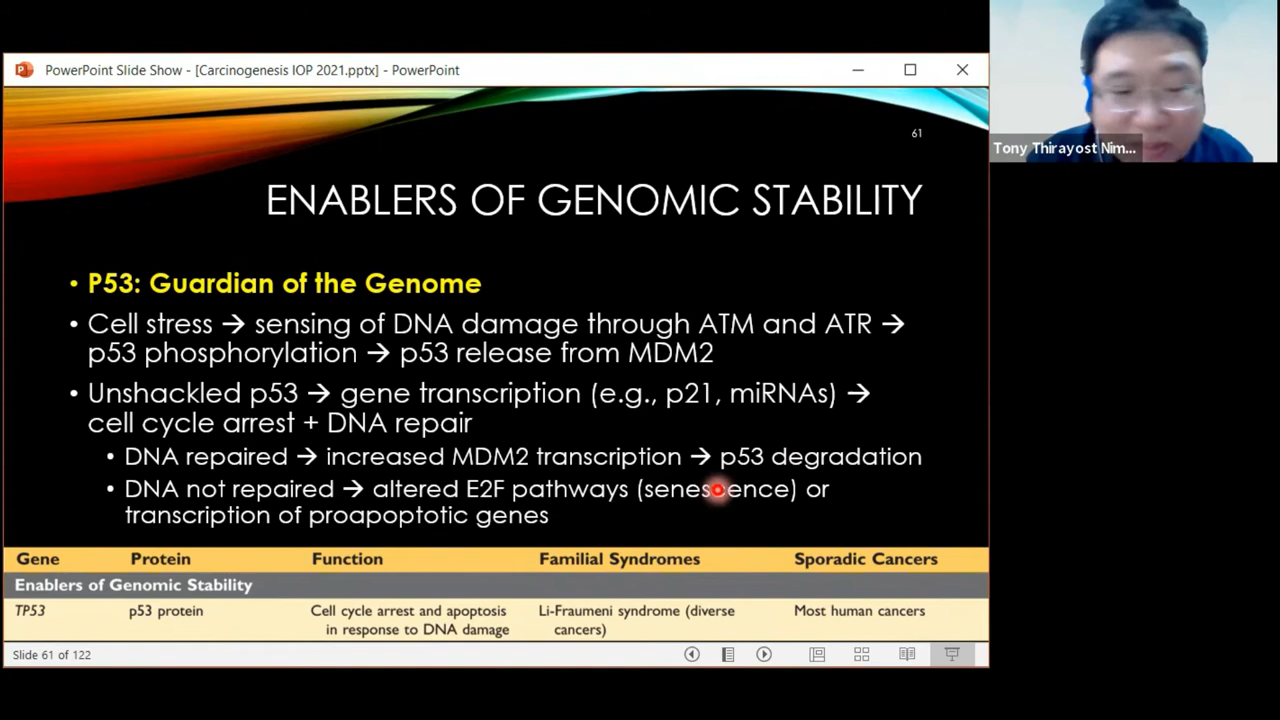 PowerPoint Slide Show - [Carcinogenesis IOP 2021.pptx] - PowerPoint
61
Tony Thirayost Nim...
ENABLERS OF GENOMIC STABILITY
• P53: Guardian of the Genome
• Cell stress → sensing of DNA damage through ATM and ATR →
p53 phosphorylation → p53 release from MDM2
• Unshackled p53 → gene transcription (e.g., p21, miRNAs) →
cell cycle arrest + DNA repair
• DNA repaired → increased MDM2 transcription → p53 degradation
• DNA not repaired → altered E2F pathways (senescence) or
transcription of proapoptotic genes
Gene Protein Function Familial Syndromes Sporadic Cancers
Enablers of Genomic Stability
TP53 p53 protein Cell cycle arrest and apoptosis Li-Fraumeni syndrome (diverse Most human cancers
in response to DNA damage cancers)
Slide 61 of 122